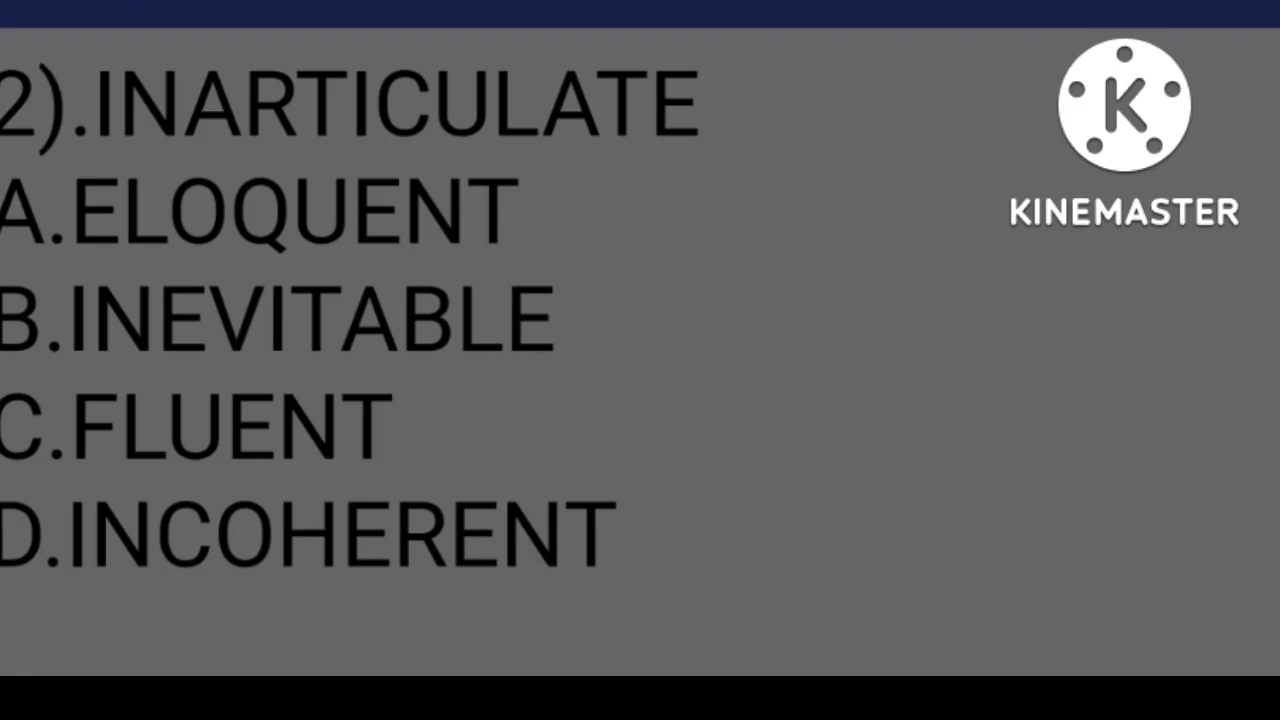 2).INARTICULATE
A.ELOQUENT
B.INEVITABLE
C.FLUENT
D.INCOHERENT
K
KINEMASTER